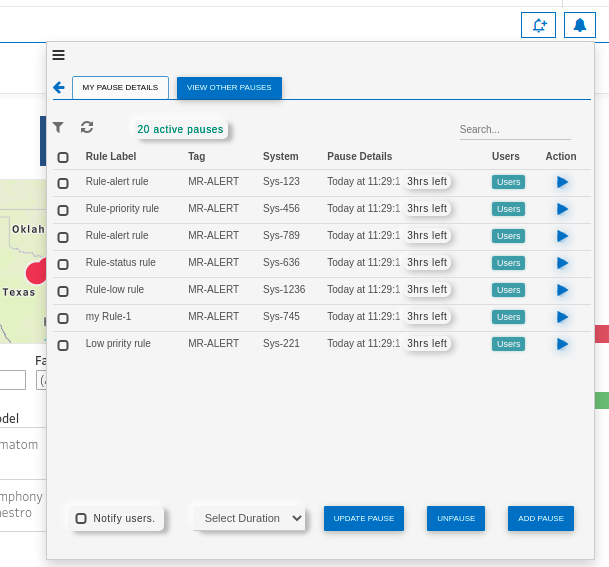 MY PAUSE DETAILS VIEW OTHER PAUSES
20 active pauses Search...
Rule Label Tag System Pause Details Users Action
Rule-alert rule MR-ALERT Sys-123 Today at 11:29:1 3hrs left Users
Rule-priority rule MR-ALERT Sys-456 Today at 11:29:1 3hrs left Users
Rule-alert rule MR-ALERT Sys-789 Today at 11:29:1 3hrs left Users
Oklah
Rule-status rule MR-ALERT Sys-636 Today at 11:29:1 3hrs left Users
Texas
Rule-low rule MR-ALERT Sys-1236 Today at 11:29:1 3hrs left Users
my Rule-1 MR-ALERT Sys-745 Today at 11:29:1 3hrs left Users
Low pririty rule MR-ALERT Sys-221 Today at 11:29:1 3hrs left Users
Fa
odel
matom
mphony
aestro
Notify users. Select Duration UPDATE PAUSE UNPAUSE ADD PAUSE